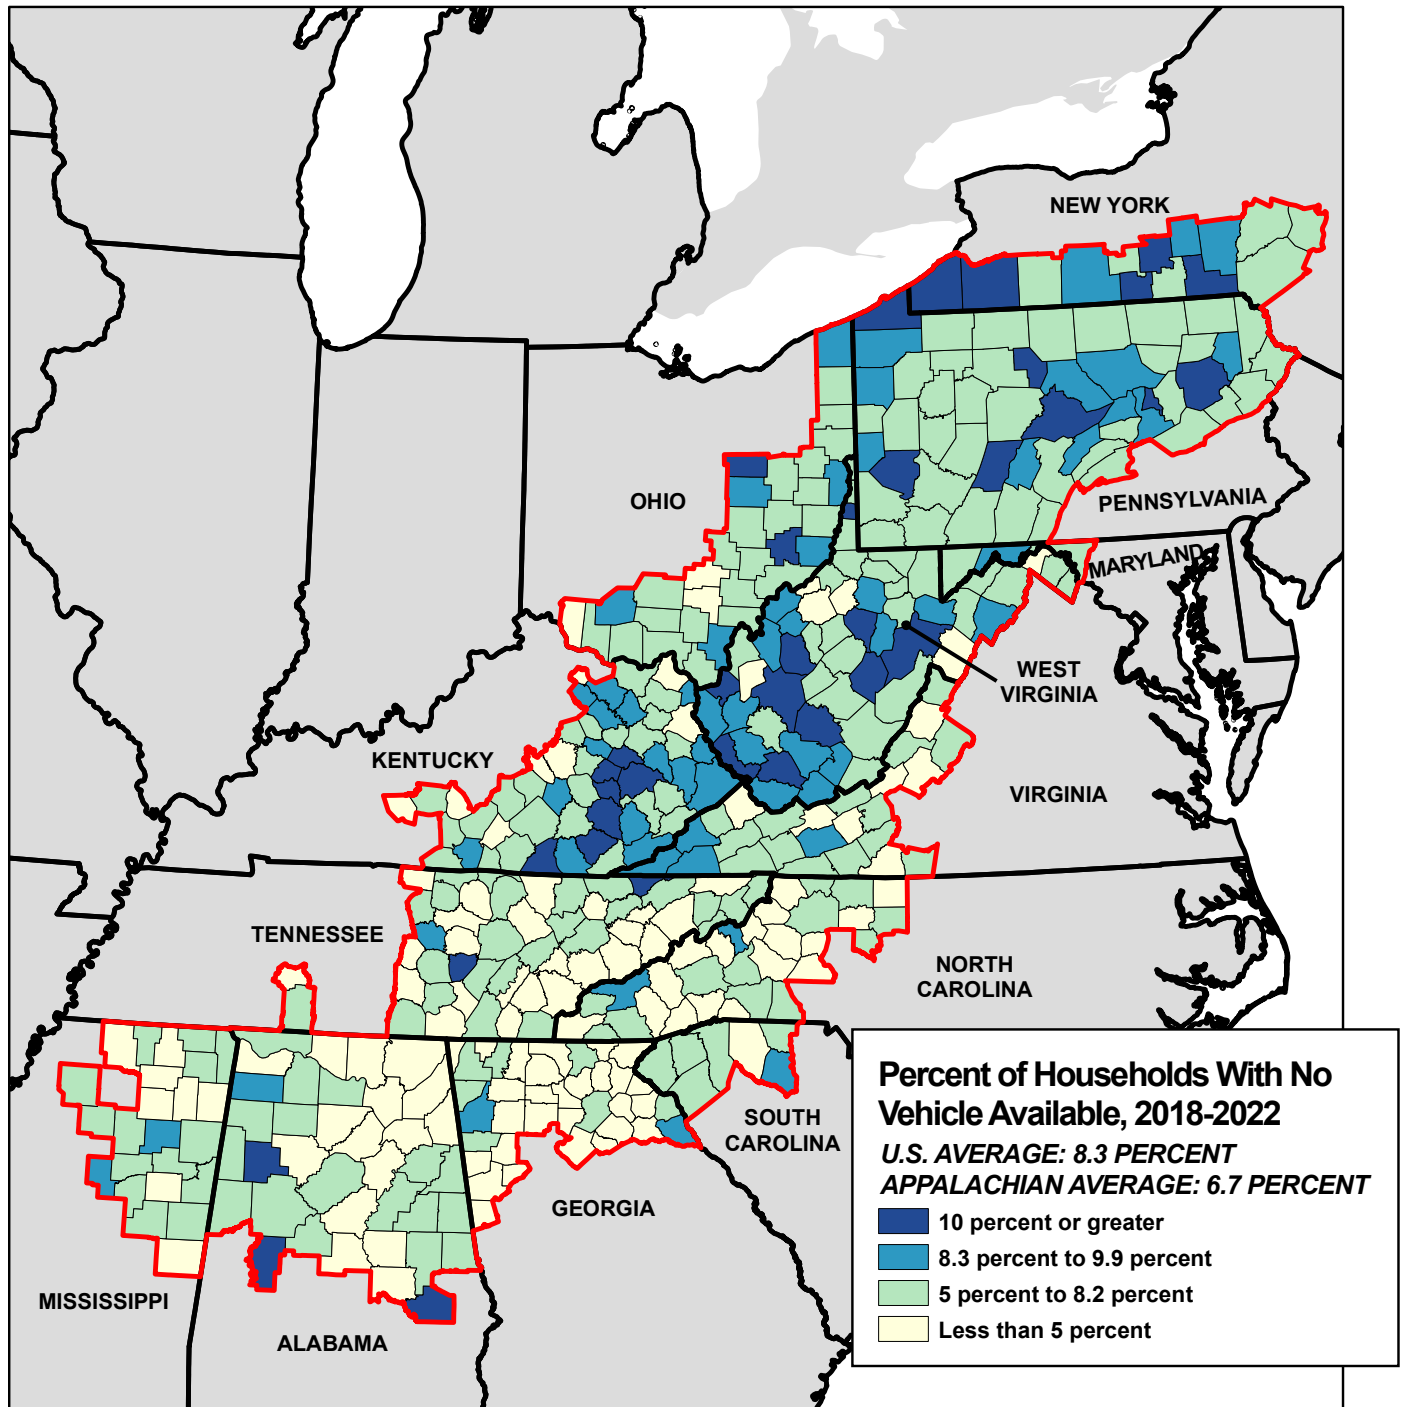 NEW YORK
OHIO
PENNSYLVANIA
MARYLAND
WEST
VIRGINIA
KENTUCKY
VIRGINIA
TENNESSEE
NORTH
CAROLINA
SOUTH
CAROLINA
GEORGIA
MISSISSIPPI
ALABAMA
Percent of Households With No
Vehicle Available, 2018-2022
U.S. AVERAGE: 8.3 PERCENT
APPALACHIAN AVERAGE: 6.7 PERCENT
10 percent or greater
8.3 percent to 9.9 percent
5 percent to 8.2 percent
Less than 5 percent